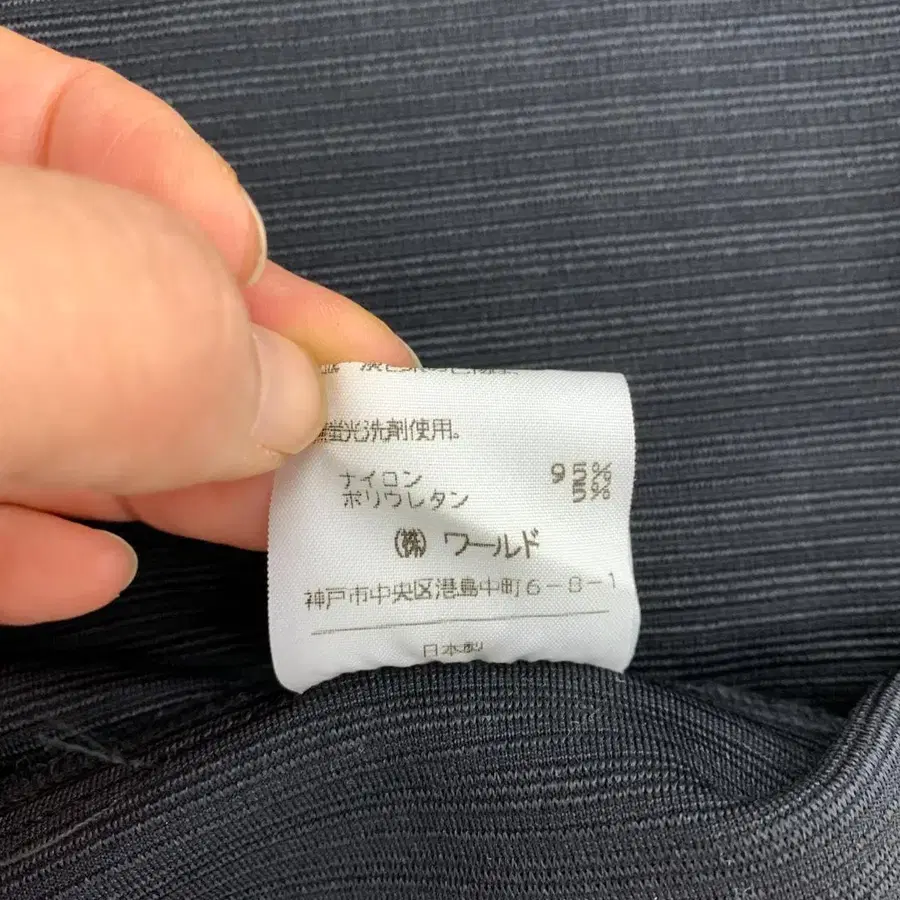 無蛍光洗剤使用。
ナイロン 95%
ポリウレタン 5%
㈱ ワールド
神戸市中央区港島中町6-8-1
日本製